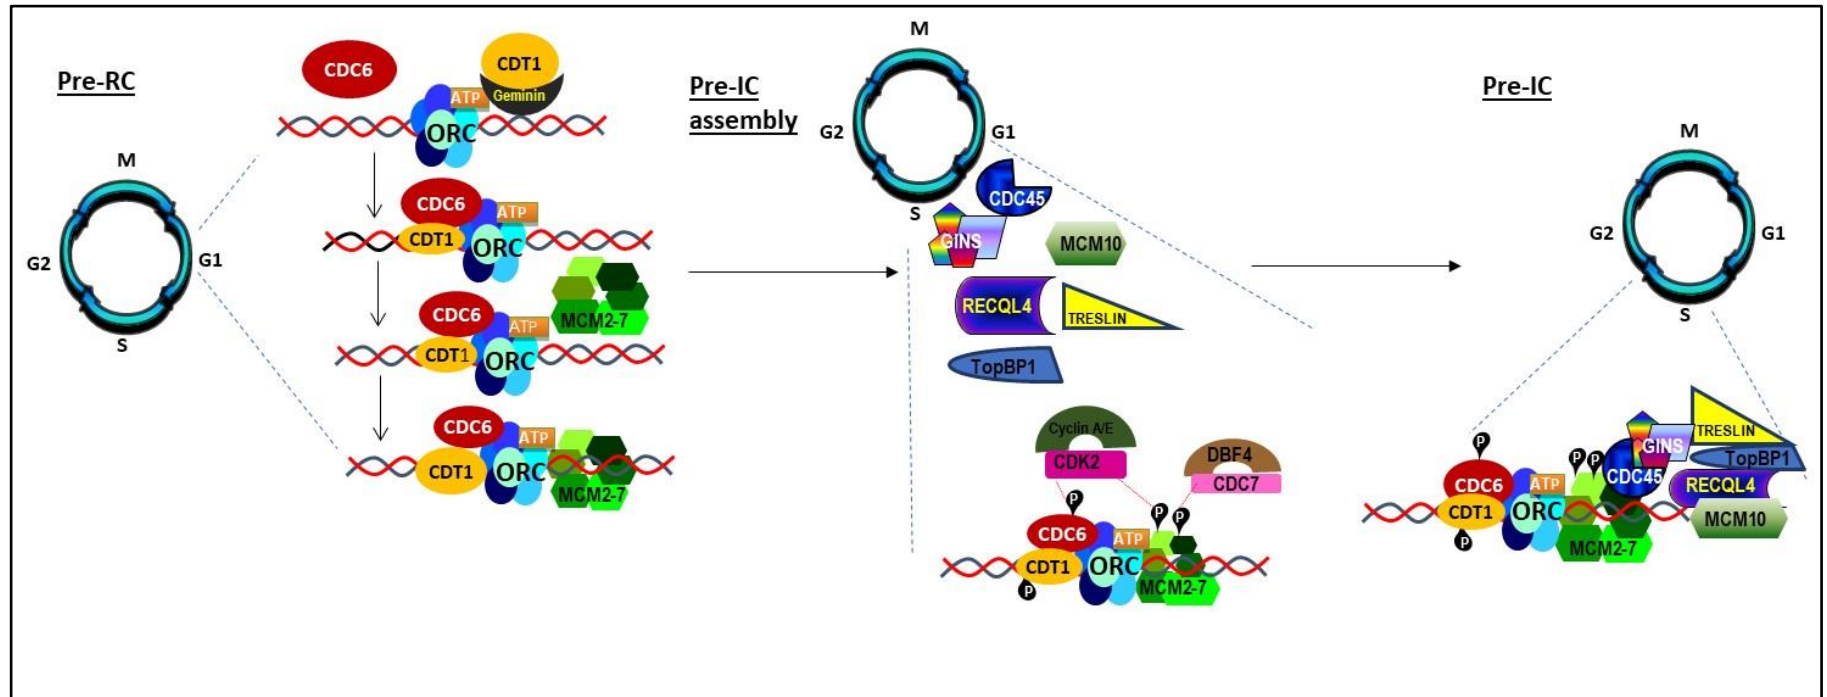 Pre-RC
CDC6
CDT1
Geminin
ATP
ORC
M
G2
G1
S
CDC6
ATP
CDT1
ORC
CDC6
ATP
MCM2-7
CDT1
ORC
CDC6
ATP
CDT1
ORC
MCM2-7
Pre-IC
assembly
M
G2
G1
S
CDC45
GINS
MCM10
RECQL4
TRESLIN
TopBP1
Cyclin A/E
CDK2
DBF4
CDC7
P
P
P
CDC6
ATP
CDT1
ORC
MCM2-7
P
Pre-IC
M
G2
G1
S
P
P
P
TRESLIN
GINS
TopBP1
CDC45
CDC6
ATP
RECQL4
CDT1
ORC
MCM10
P
MCM2-7